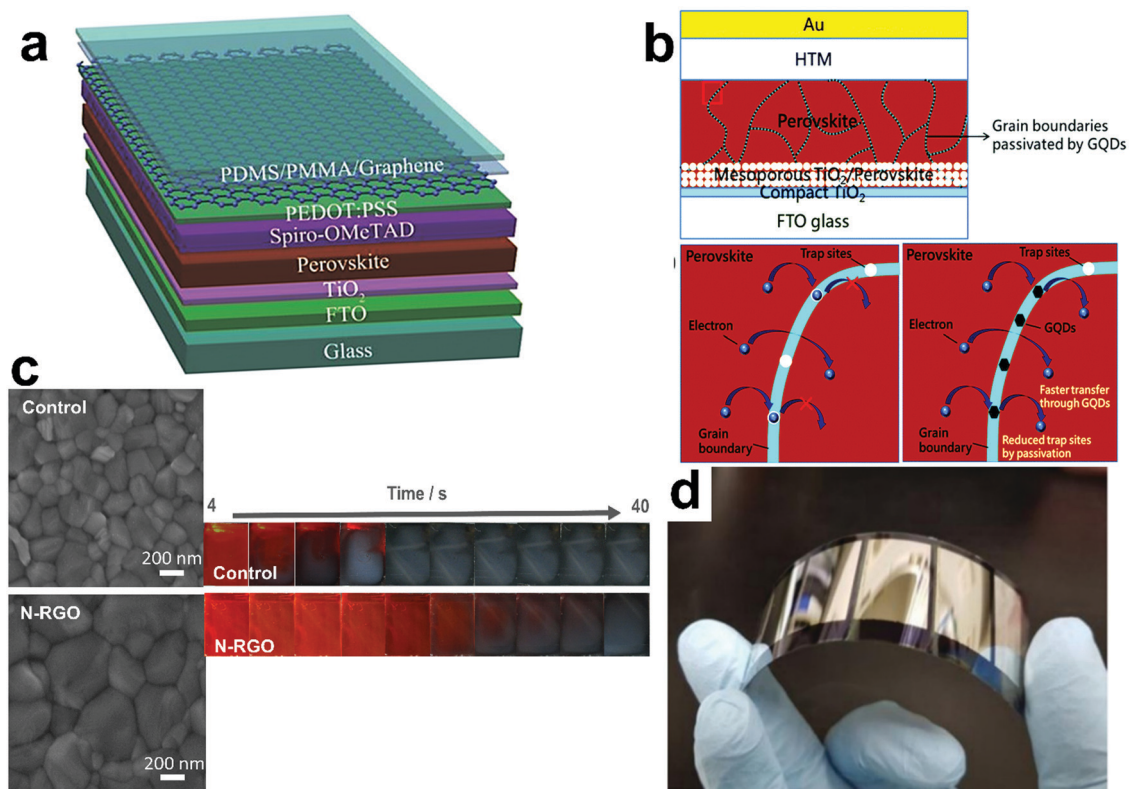 a
PDMS/PMMA/Graphene
PEDOT:PSS
Spiro-OMeTAD
Perovskite
TiO2
FTO
Glass
b
Au
HTM
Perovskite
Grain boundaries
passivated by GQDs
Mesoporous TiO2/Perovskite
Compact TiO2
FTO glass
Perovskite
Trap sites
Electron
Grain
boundary
Perovskite
Trap sites
GQDs
Electron
Faster transfer
through GQDs
Grain
boundary
Reduced trap sites
by passivation
c
Control
200 nm
N-RGO
200 nm
Time / s
4
40
Control
N-RGO
d